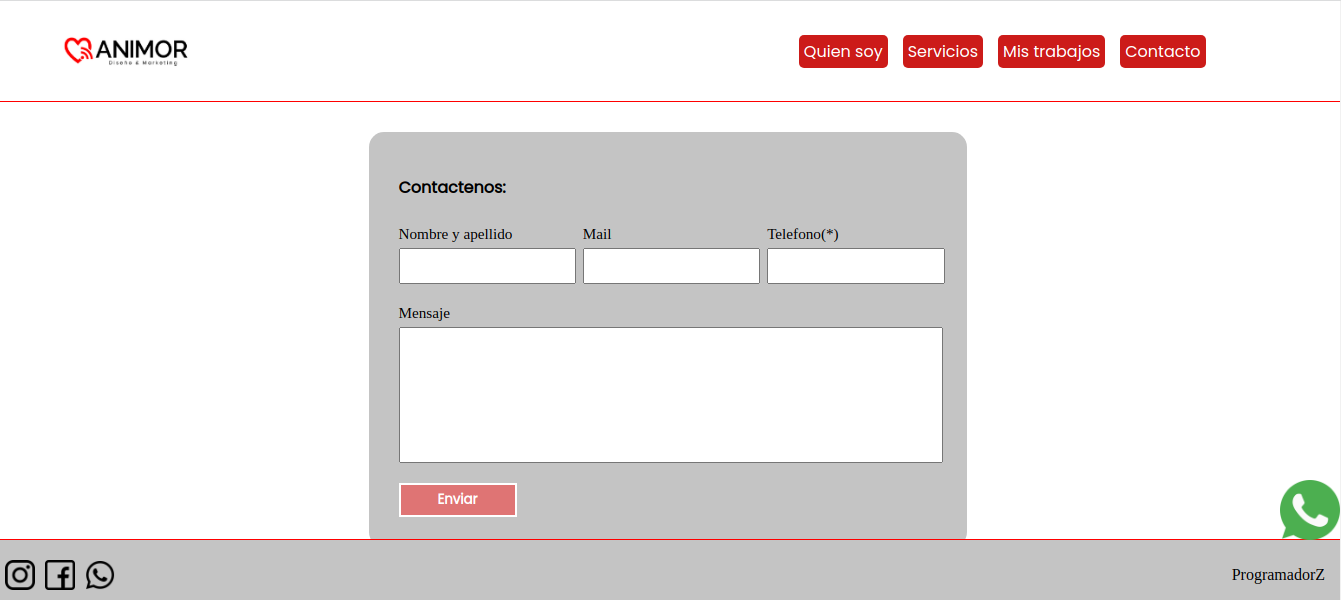 ANIMOR
Diseño & Marketing
Quien soy Servicios Mis trabajos Contacto
Contactenos:
Nombre y apellido Mail Telefono(*)
Mensaje
Enviar
ProgramadorZ